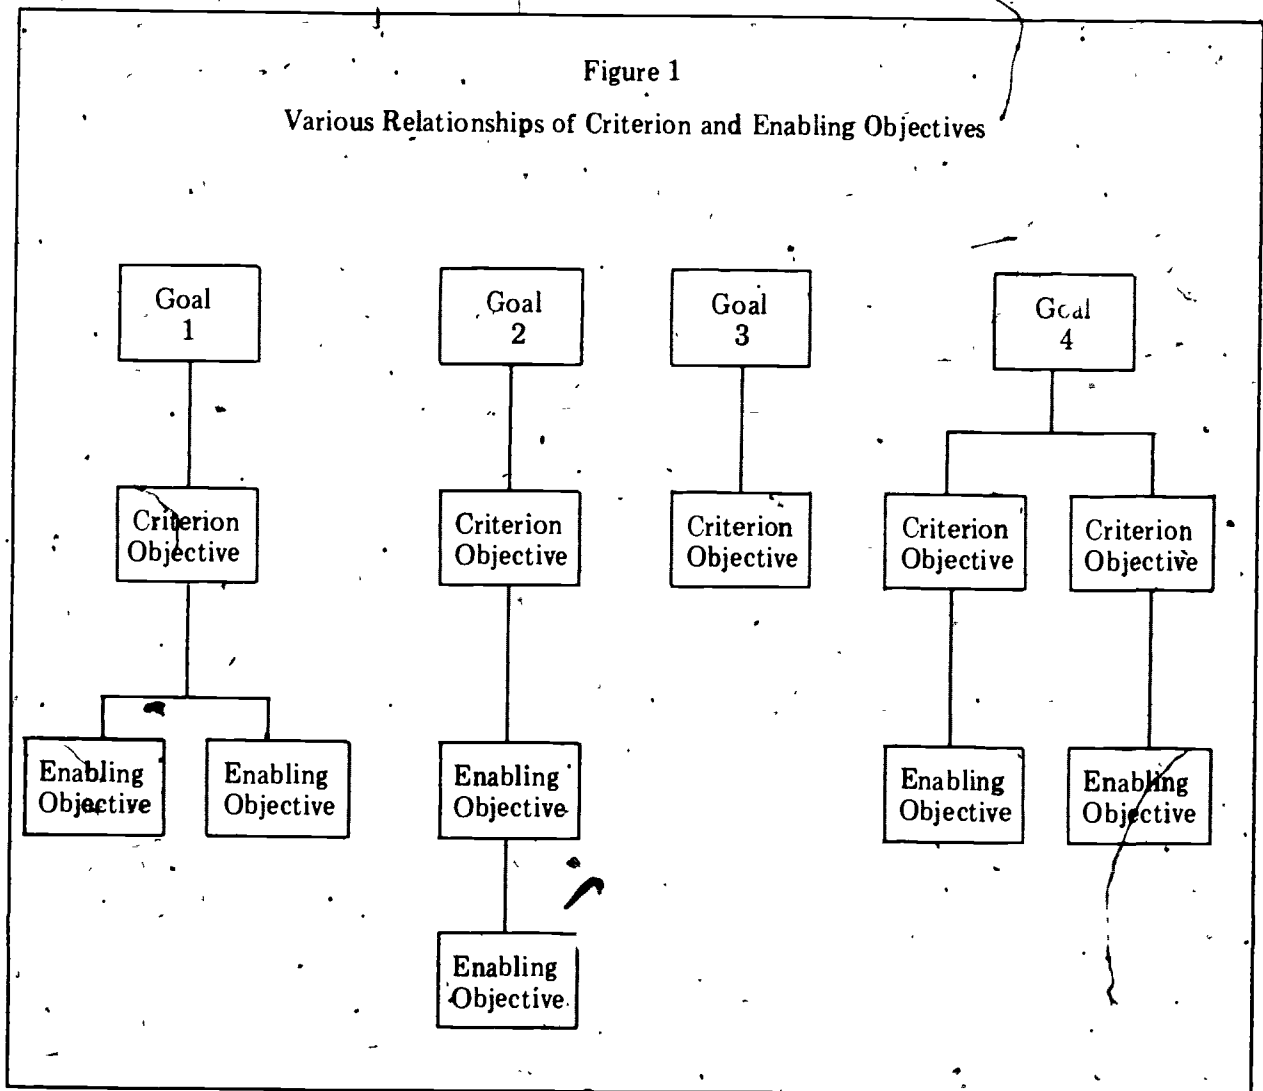 Figure 1
Various Relationships of Criterion and Enabling Objectives
Goal
1
Goal
2
Goal
3
Goal
4
Criterion
Objective
Criterion
Objective
Criterion
Objective
Criterion
Objective
Criterion
Objective
Enabling
Objective
Enabling
Objective
Enabling
Objective
Enabling
Objective
Enabling
Objective
Enabling
Objective